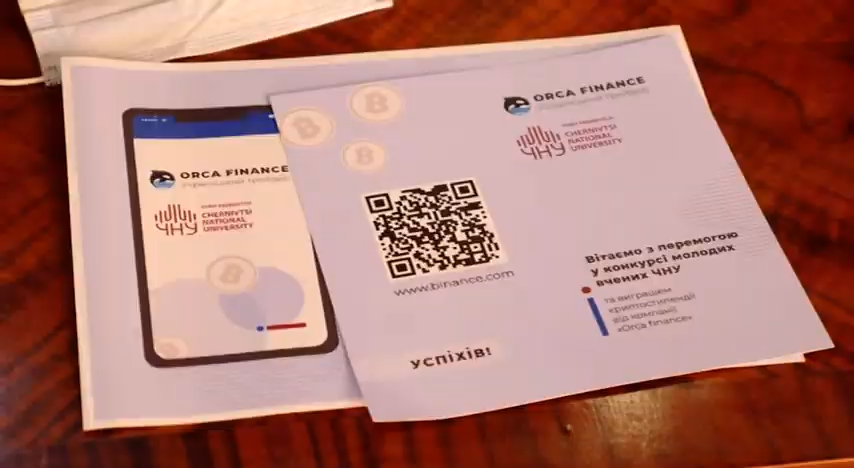 ORCA FINANCE
ЧНУ
CHERNIVTSI
NATIONAL
UNIVERSITY
ORCA FINANCE
ЧНУ
CHERNIVTSI
NATIONAL
UNIVERSITY
www.binance.com
Вітаємо з перемогою
у конкурсі молодих
вчених ЧНУ
та виграшем
криптостипендії
від компанії
«Orca finance»
УСПІХІВ!